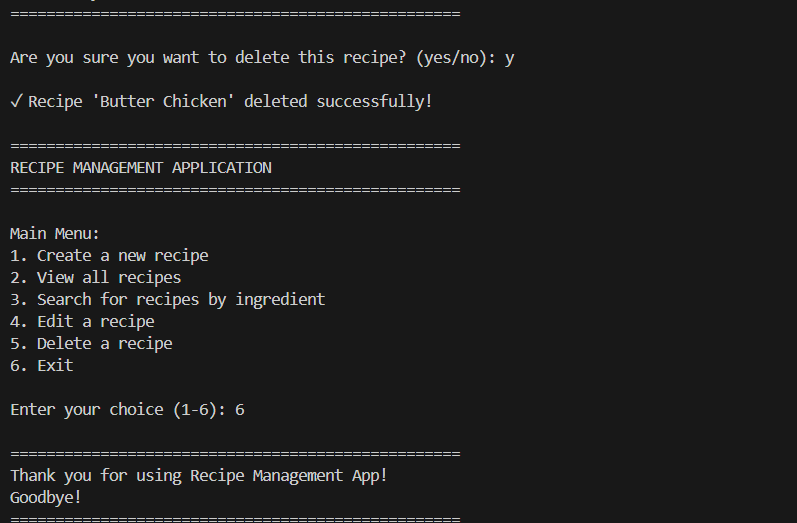 ==================================================
Are you sure you want to delete this recipe? (yes/no): y
✓ Recipe 'Butter Chicken' deleted successfully!
==================================================
RECIPE MANAGEMENT APPLICATION
==================================================
Main Menu:
1. Create a new recipe
2. View all recipes
3. Search for recipes by ingredient
4. Edit a recipe
5. Delete a recipe
6. Exit
Enter your choice (1-6): 6
==================================================
Thank you for using Recipe Management App!
Goodbye!
==================================================